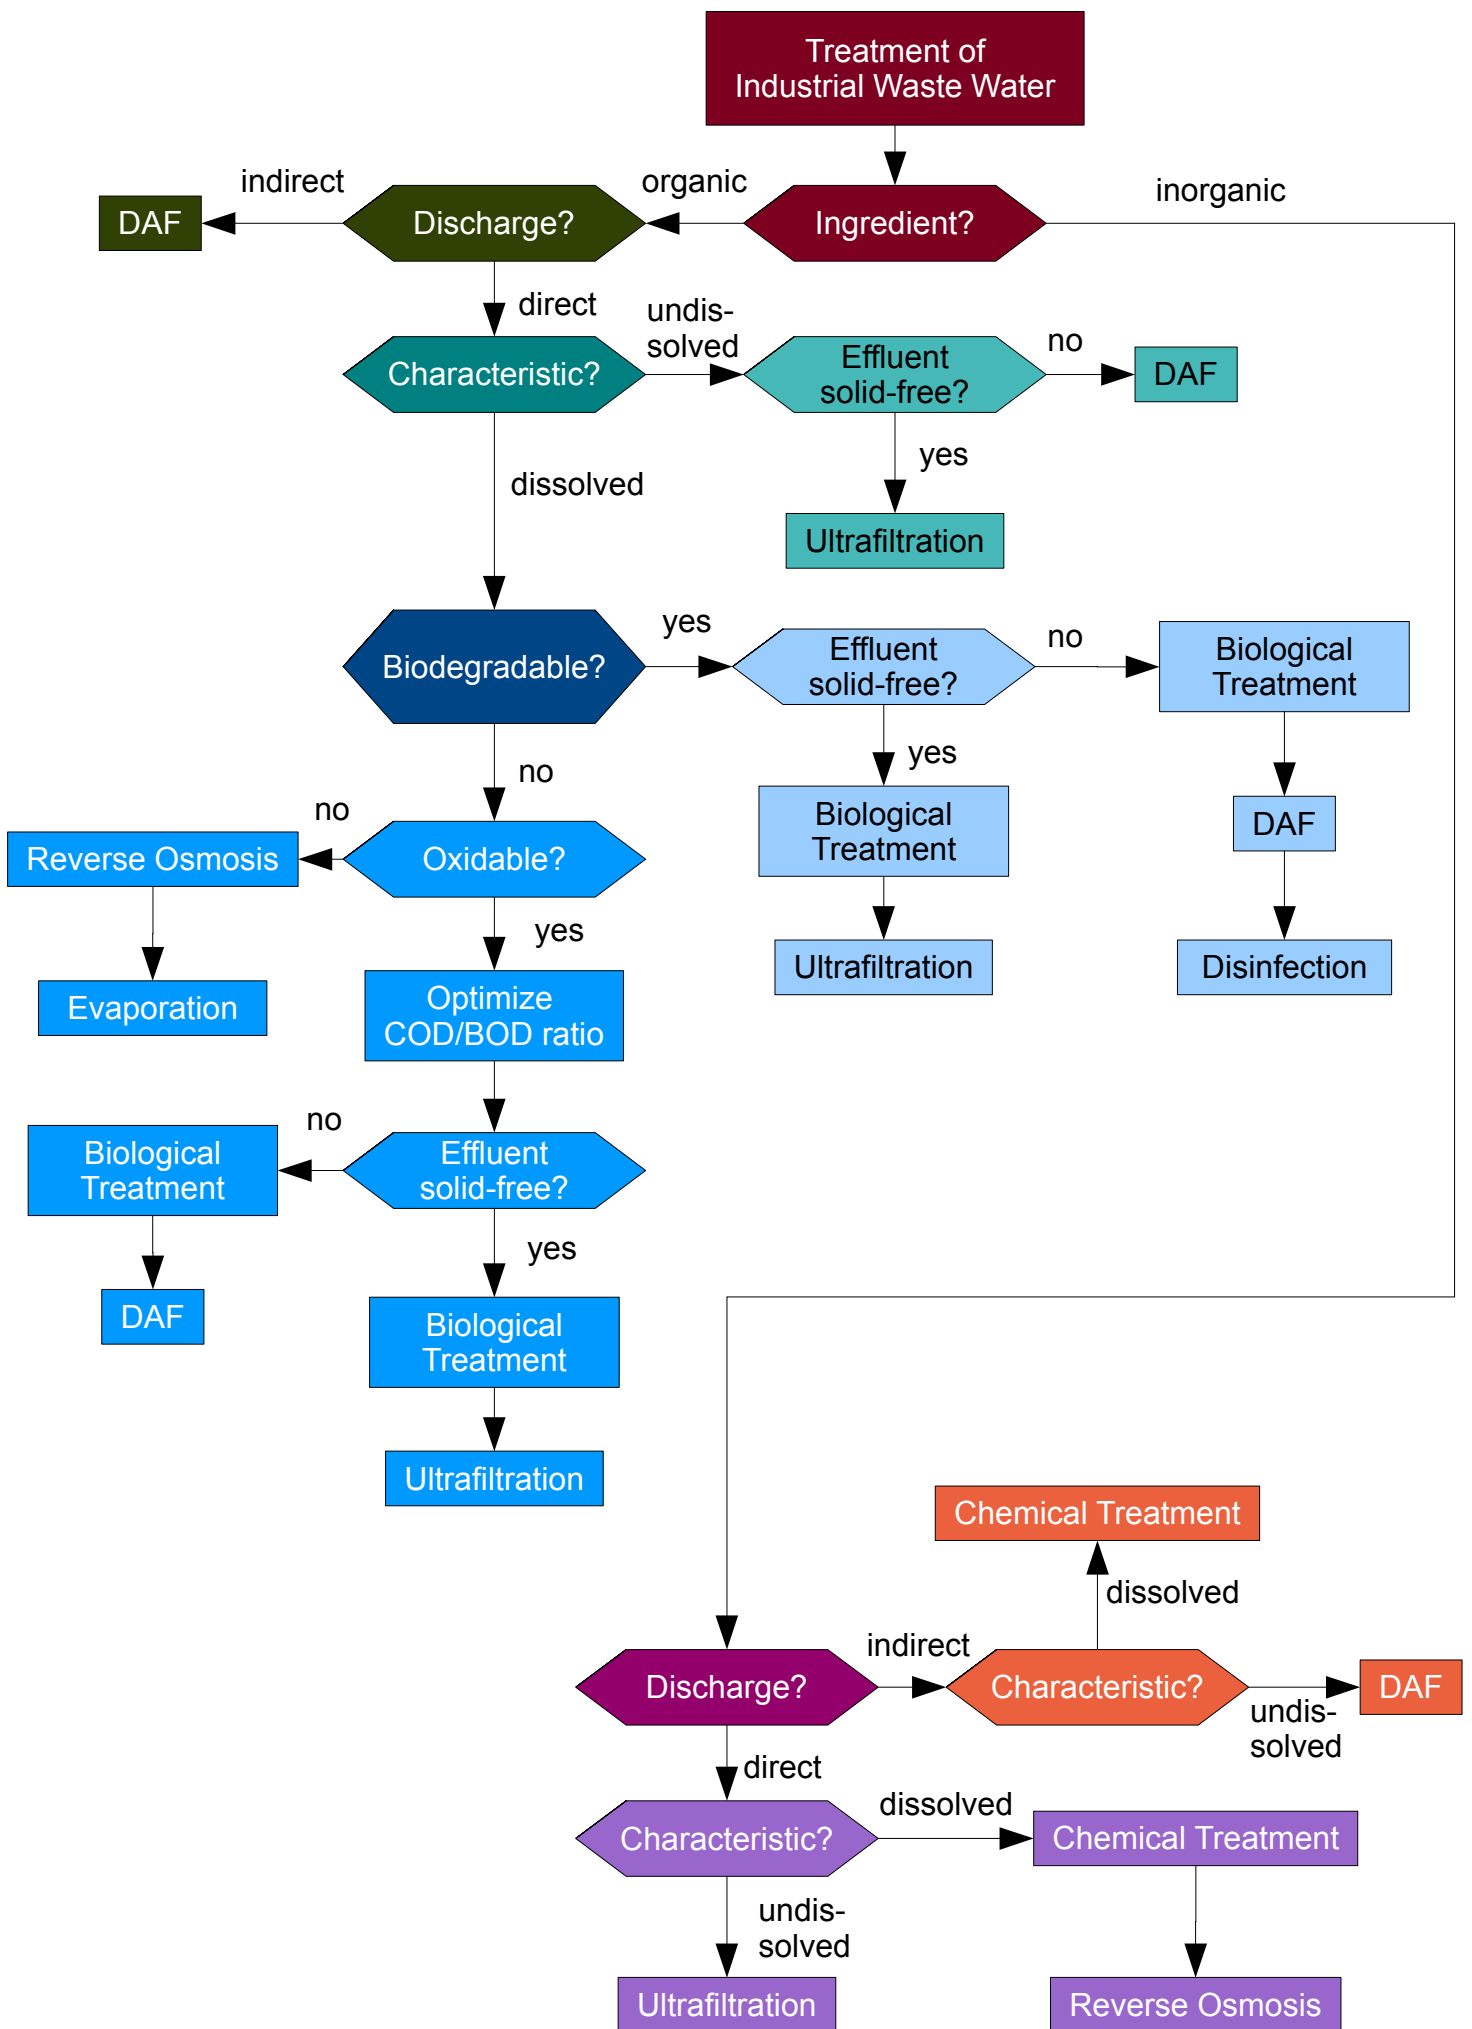 Treatment of
Industrial Waste Water
indirect
organic
inorganic
DAF
Discharge?
Ingredient?
direct
undis-
solved
Characteristic?
Effluent
solid-free?
no
DAF
dissolved
yes
Ultrafiltration
Biodegradable?
yes
Effluent
solid-free?
no
Biological
Treatment
no
yes
Biological
Treatment
DAF
no
Reverse Osmosis
Oxidable?
yes
Ultrafiltration
Disinfection
Evaporation
Optimize
COD/BOD ratio
no
Biological
Treatment
Effluent
solid-free?
yes
DAF
Biological
Treatment
Ultrafiltration
Chemical Treatment
dissolved
Discharge?
indirect
Characteristic?
undis-
solved
DAF
direct
Characteristic?
dissolved
Chemical Treatment
undis-
solved
Ultrafiltration
Reverse Osmosis